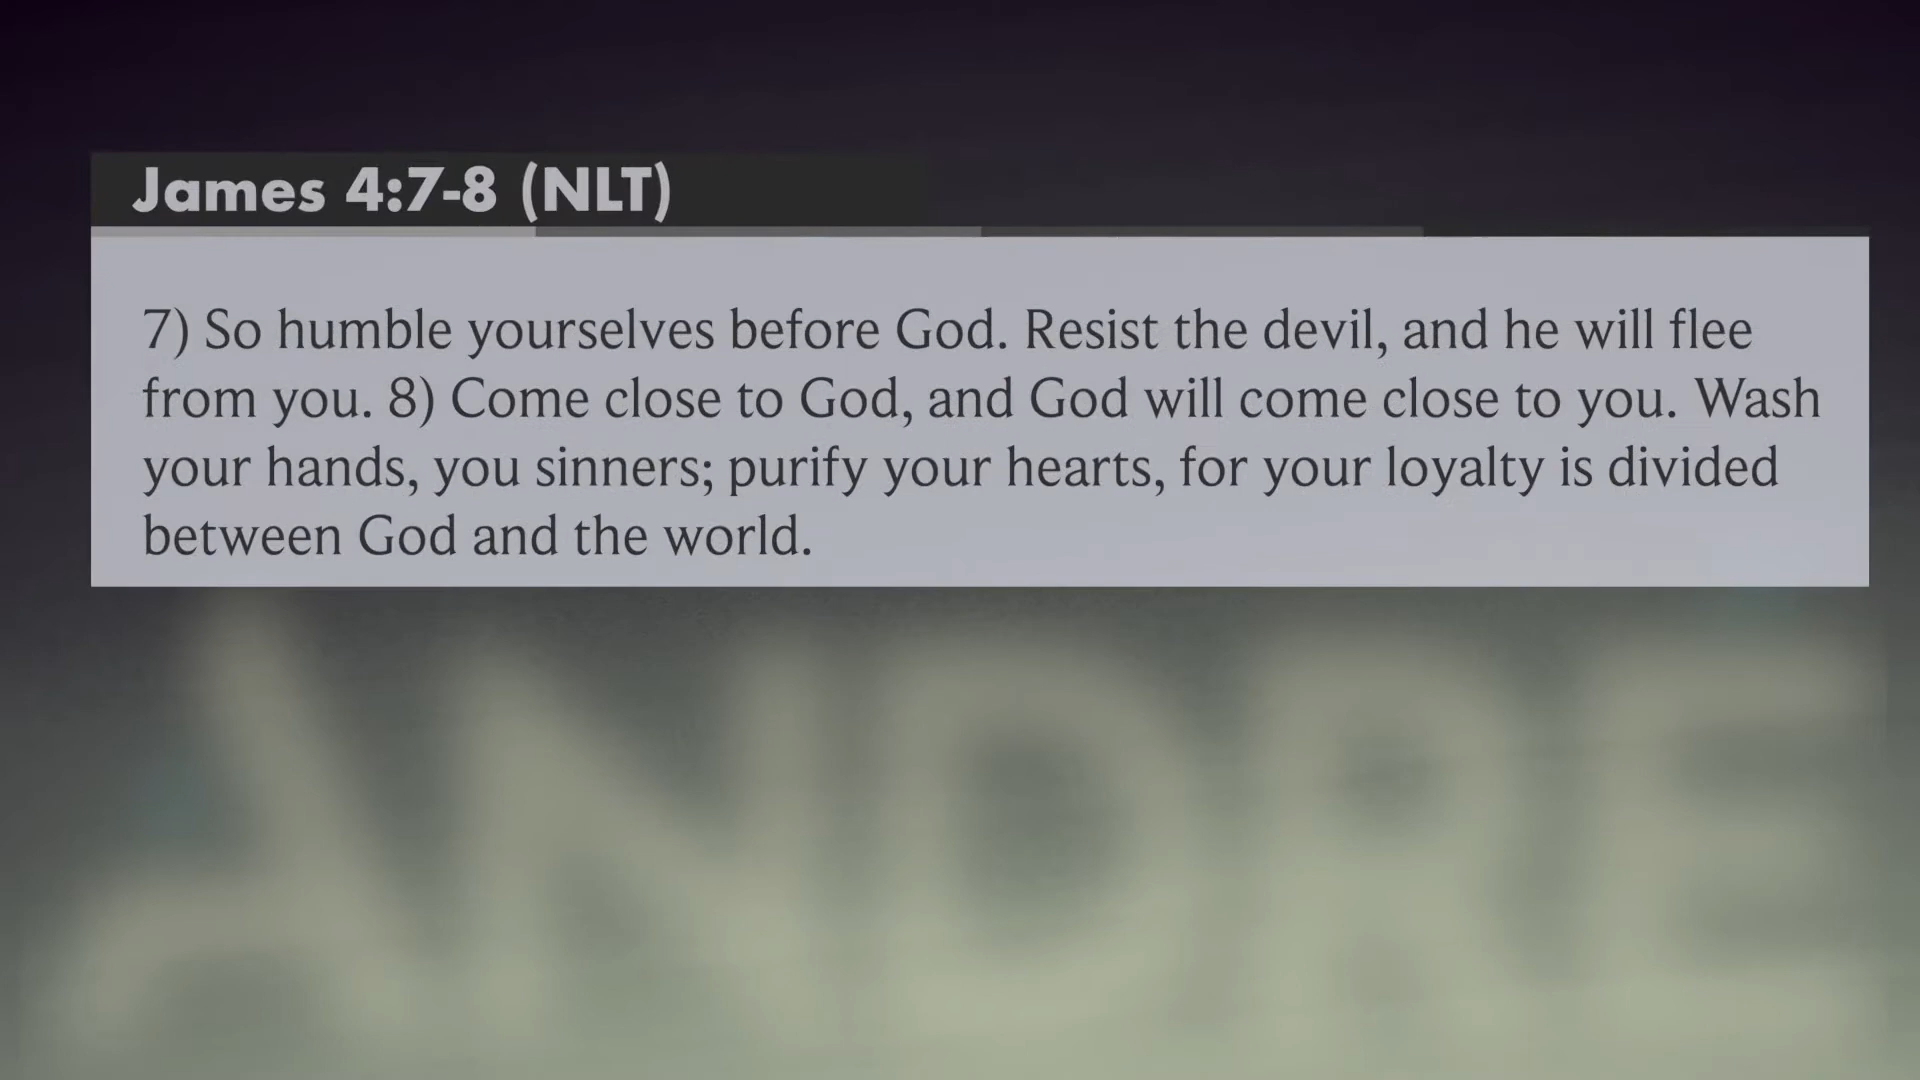 James 4:7-8 (NLT)
7) So humble yourselves before God. Resist the devil, and he will flee
from you. 8) Come close to God, and God will come close to you. Wash
your hands, you sinners; purify your hearts, for your loyalty is divided
between God and the world.
ANDRE